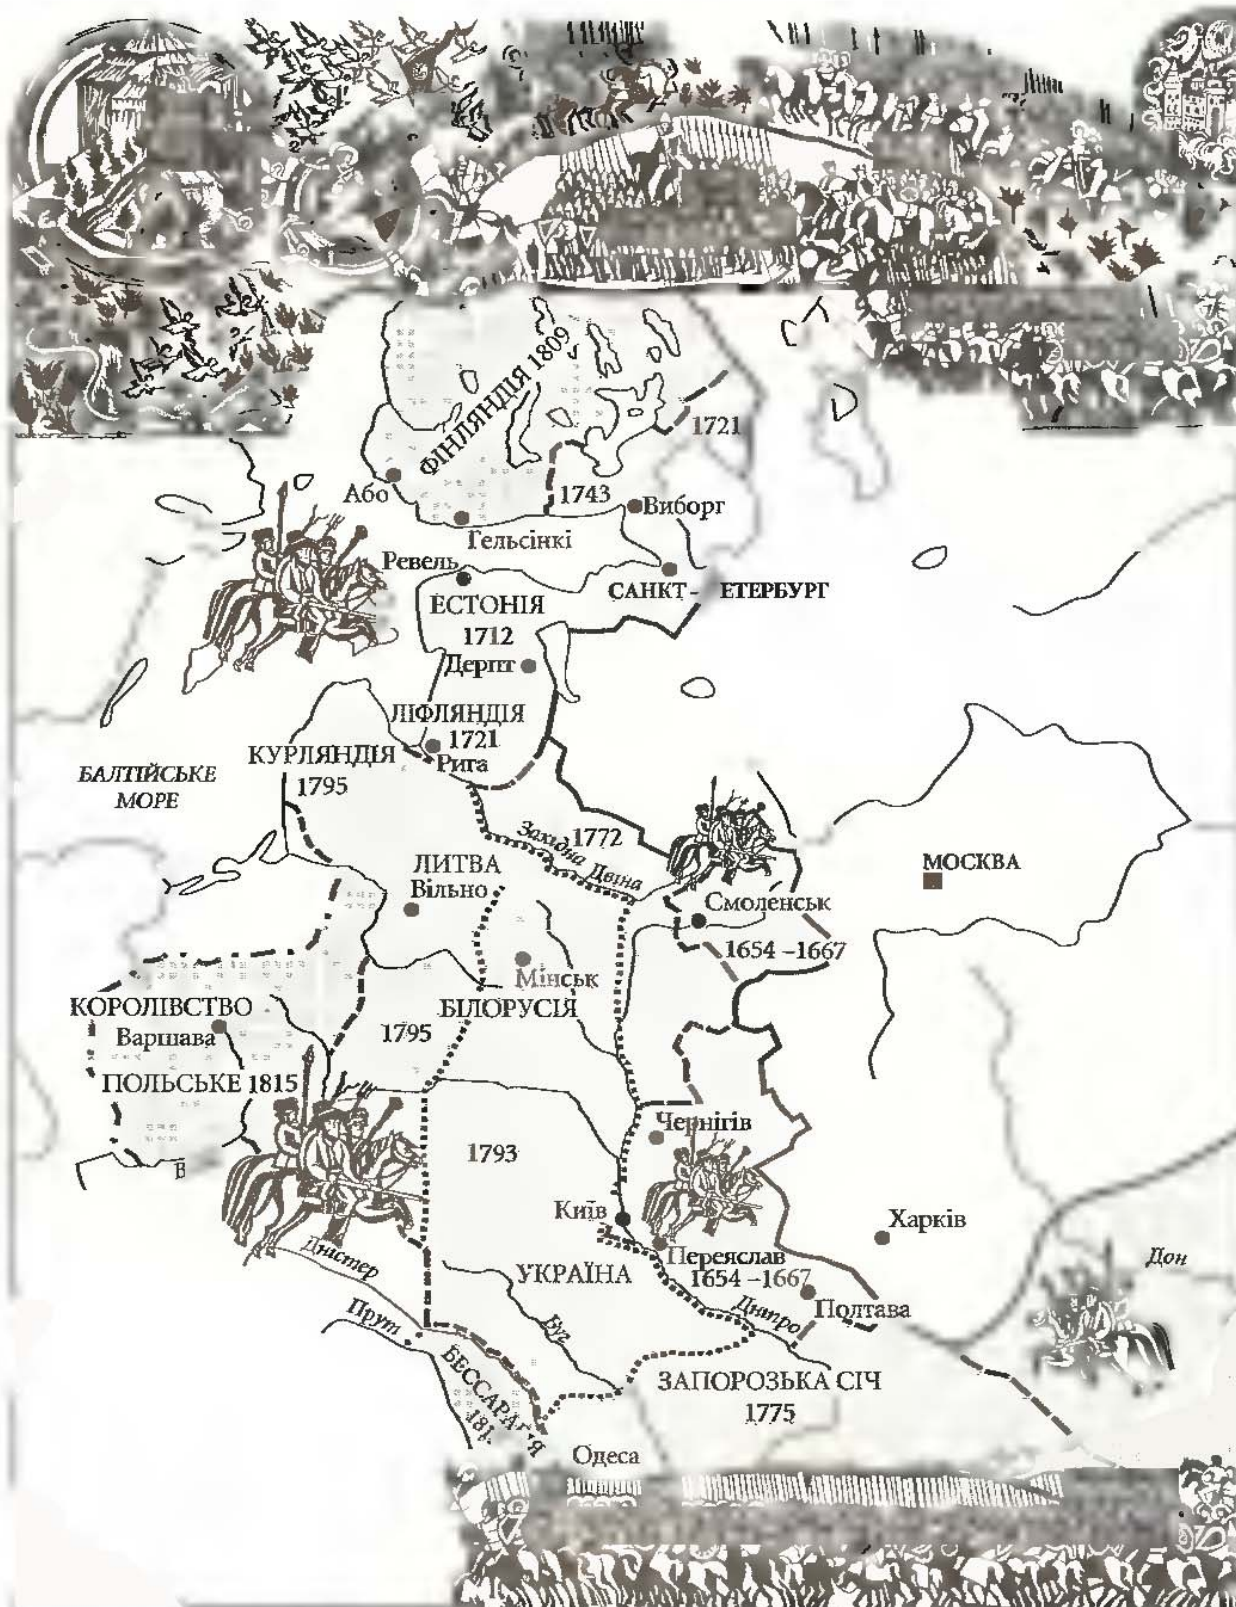 ФІНЛЯНДІЯ 1809
1721
Або
1743
Виборг
Гельсінкі
Ревель
САНКТ- ЕТЕРБУРГ
ЕСТОНІЯ
1712
Дерпт
ЛІФЛЯНДІЯ
1721
Рига
КУРЛЯНДІЯ
1795
БАЛТІЙСЬКЕ
МОРЕ
1772
Західна Двіна
ЛИТВА
Вільно
МОСКВА
Смоленськ
1654 –1667
Мінськ
БІЛОРУСІЯ
1795
КОРОЛІВСТВО
Варшава
ПОЛЬСЬКЕ 1815
Чернігів
1793
В
Київ
Харків
Переяслав
1654 –1667
УКРАЇНА
Дністер
Дон
Дніпро
Полтава
Прут
Буг
БЕССАРАБІЯ
181
ЗАПОРОЗЬКА СІЧ
1775
Одеса